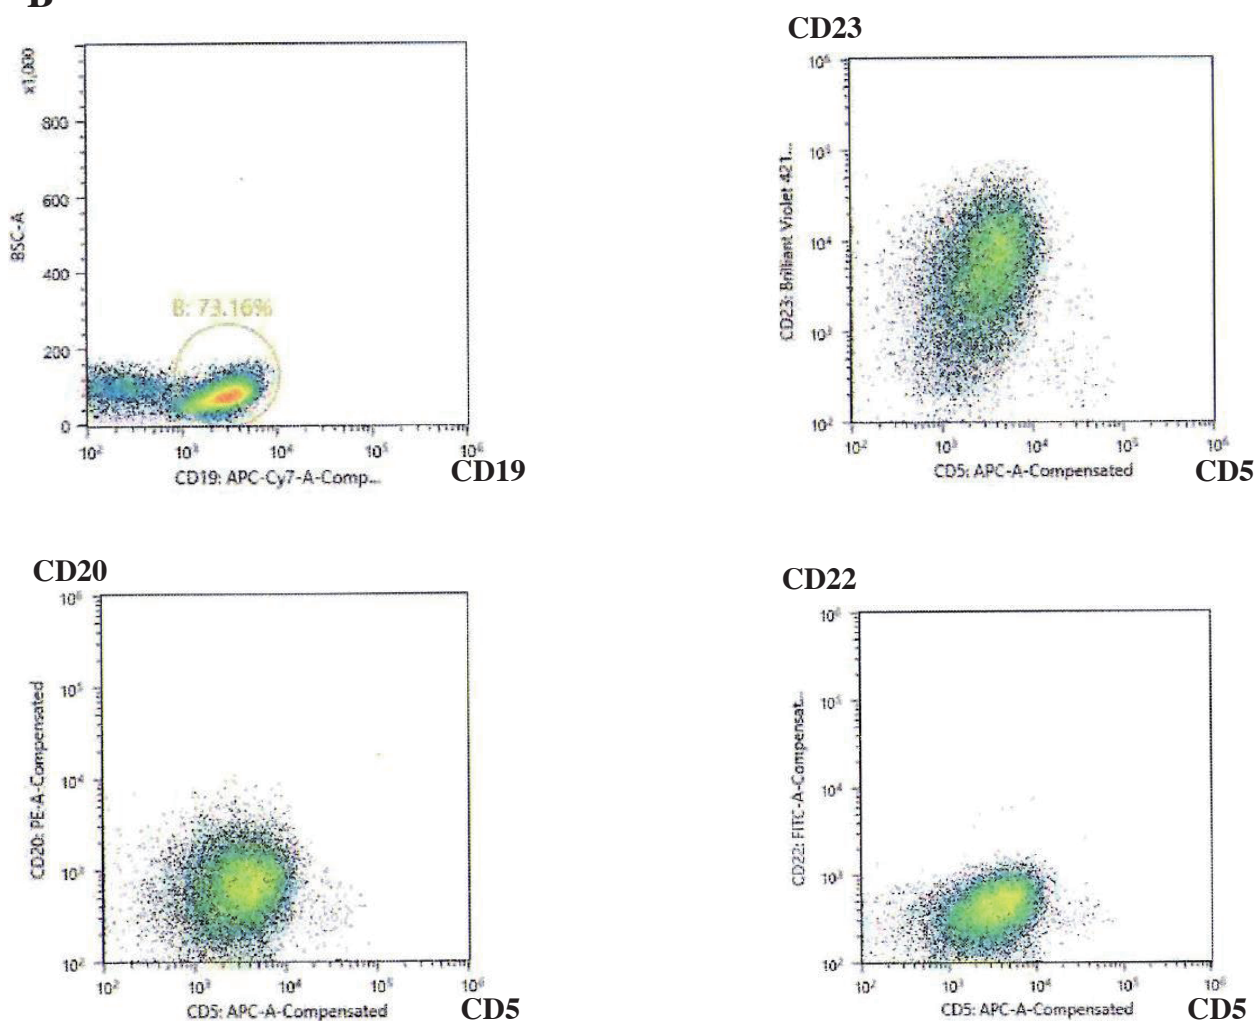 B
x1,000
800
600
400
200
0
BSC-A
B: 73.16%
10² 10³ 10⁴ 10⁵ 10⁶
CD19: APC-Cy7-A-Comp...
CD19
CD23
10⁶
10⁵
10⁴
10³
10²
CD23: Brilliant Violet 421...
10² 10³ 10⁴ 10⁵ 10⁶
CD5: APC-A-Compensated
CD5
CD20
10⁶
10⁵
10⁴
10³
10²
CD20: PE-A-Compensated
10² 10³ 10⁴ 10⁵ 10⁶
CD5: APC-A-Compensated
CD5
CD22
10⁶
10⁵
10⁴
10³
10²
CD22: FITC-A-Compensat...
10² 10³ 10⁴ 10⁵ 10⁶
CD5: APC-A-Compensated
CD5